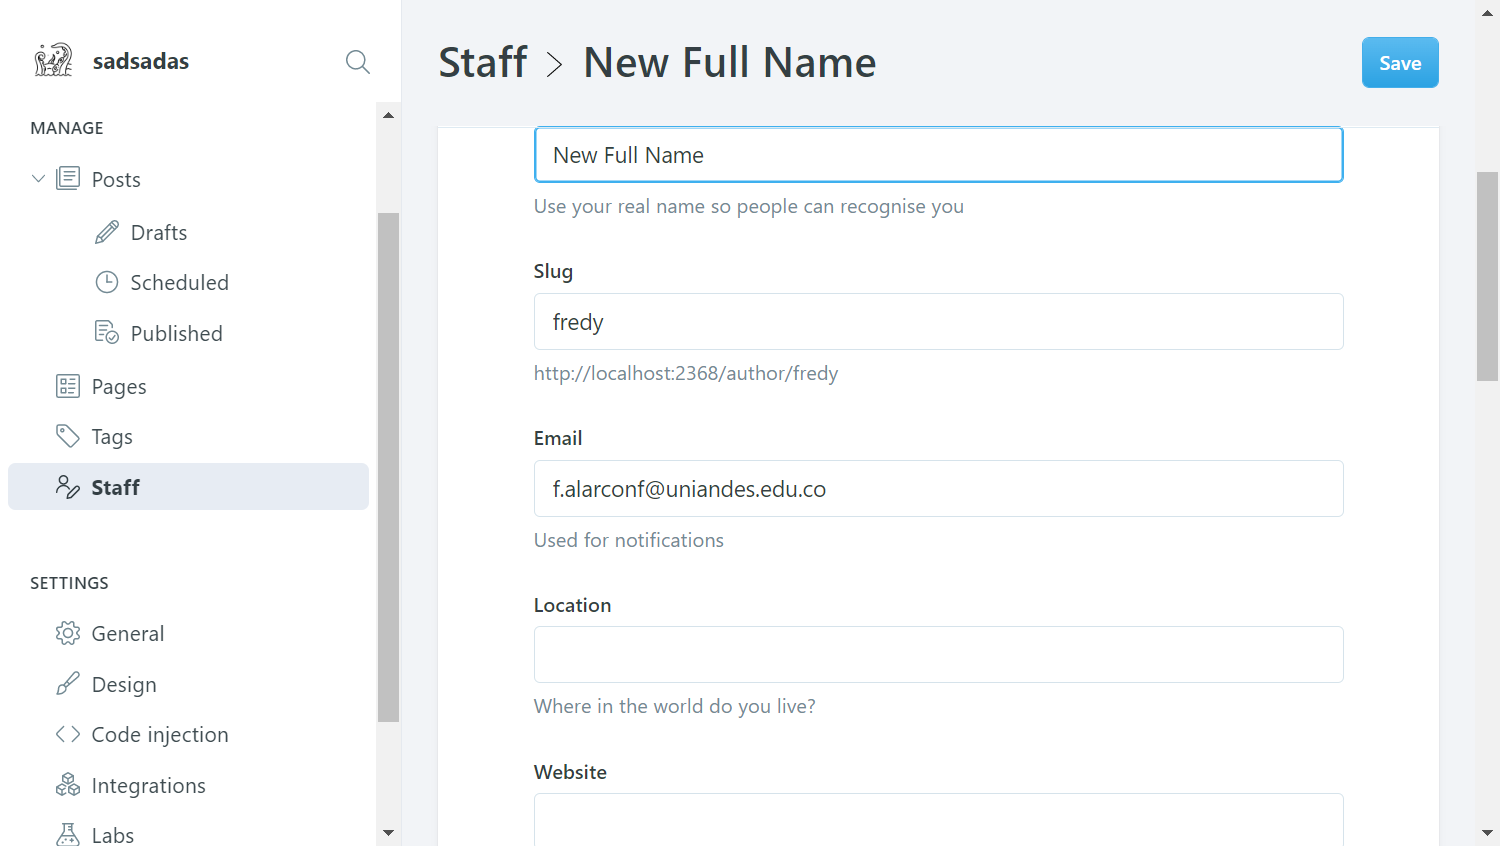 sadsadas
MANAGE
Posts
Drafts
Scheduled
Published
Pages
Tags
Staff
SETTINGS
General
Design
Code injection
Integrations
Labs
Staff > New Full Name
Save
New Full Name
Use your real name so people can recognise you
Slug
fredy
http://localhost:2368/author/fredy
Email
f.alarconf@uniandes.edu.co
Used for notifications
Location
Where in the world do you live?
Website